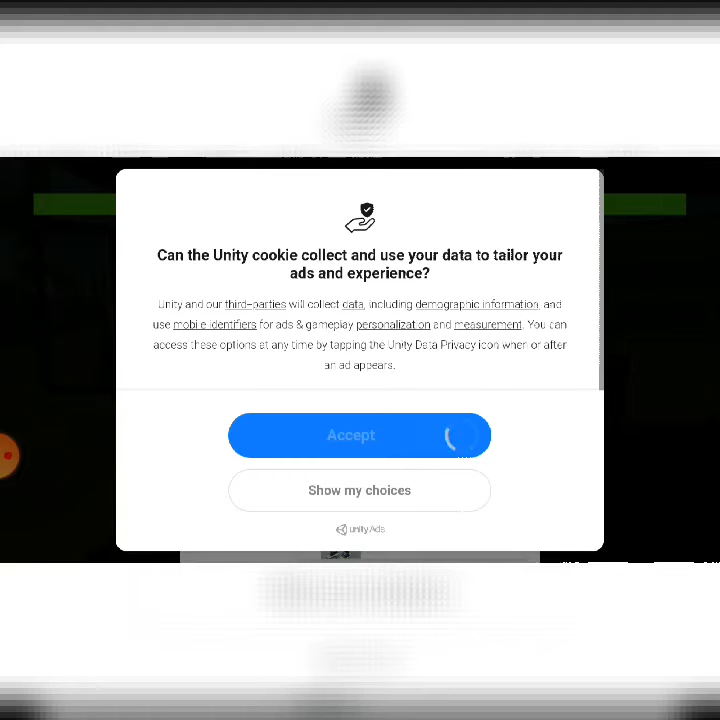 Can the Unity cookie collect and use your data to tailor your
ads and experience?
Unity and our third-parties will collect data, including demographic information, and
use mobile identifiers for ads & gameplay personalization and measurement. You can
access these options at any time by tapping the Unity Data Privacy icon when or after
an ad appears.
Accept
Show my choices
unity Ads